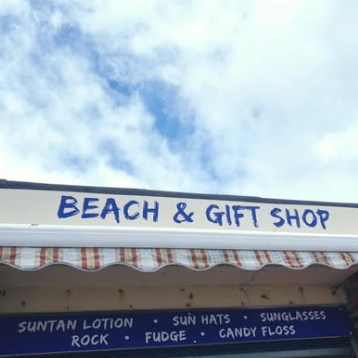 BEACH & GIFT SHOP
SUNTAN LOTION • SUN HATS • SUNGLASSES
ROCK • FUDGE • CANDY FLOSS